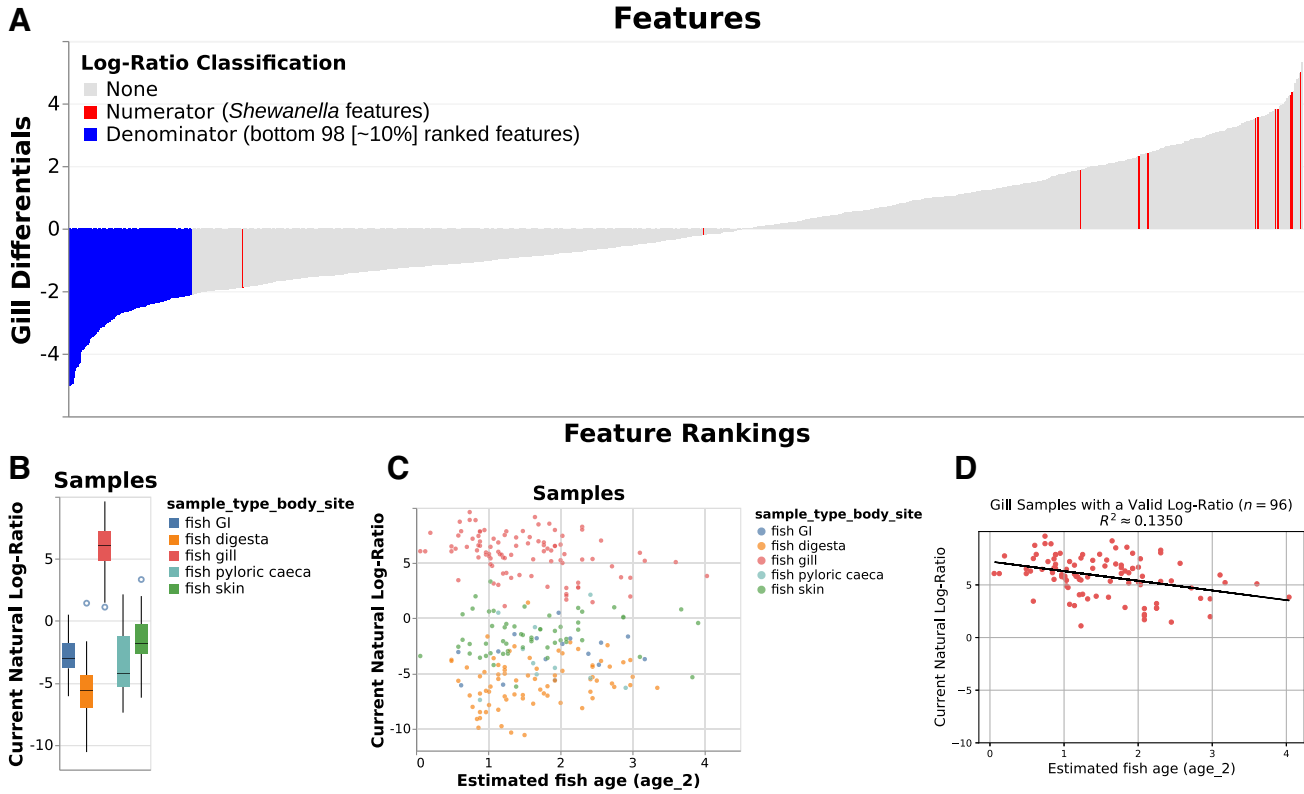 A
Features
Log-Ratio Classification
None
Numerator (Shewanella features)
Denominator (bottom 98 [~10%] ranked features)
Gill Differentials
4
2
0
-2
-4
Feature Rankings
B
Samples
Current Natural Log-Ratio
5
0
-5
-10
sample_type_body_site
fish GI
fish digesta
fish gill
fish pyloric caeca
fish skin
C
Samples
Current Natural Log-Ratio
5
0
-5
-10
0 1 2 3 4
Estimated fish age (age_2)
sample_type_body_site
fish GI
fish digesta
fish gill
fish pyloric caeca
fish skin
D
Gill Samples with a Valid Log-Ratio (n = 96)
R² ≈ 0.1350
Current Natural Log-Ratio
5
0
−5
−10
0 1 2 3 4
Estimated fish age (age_2)